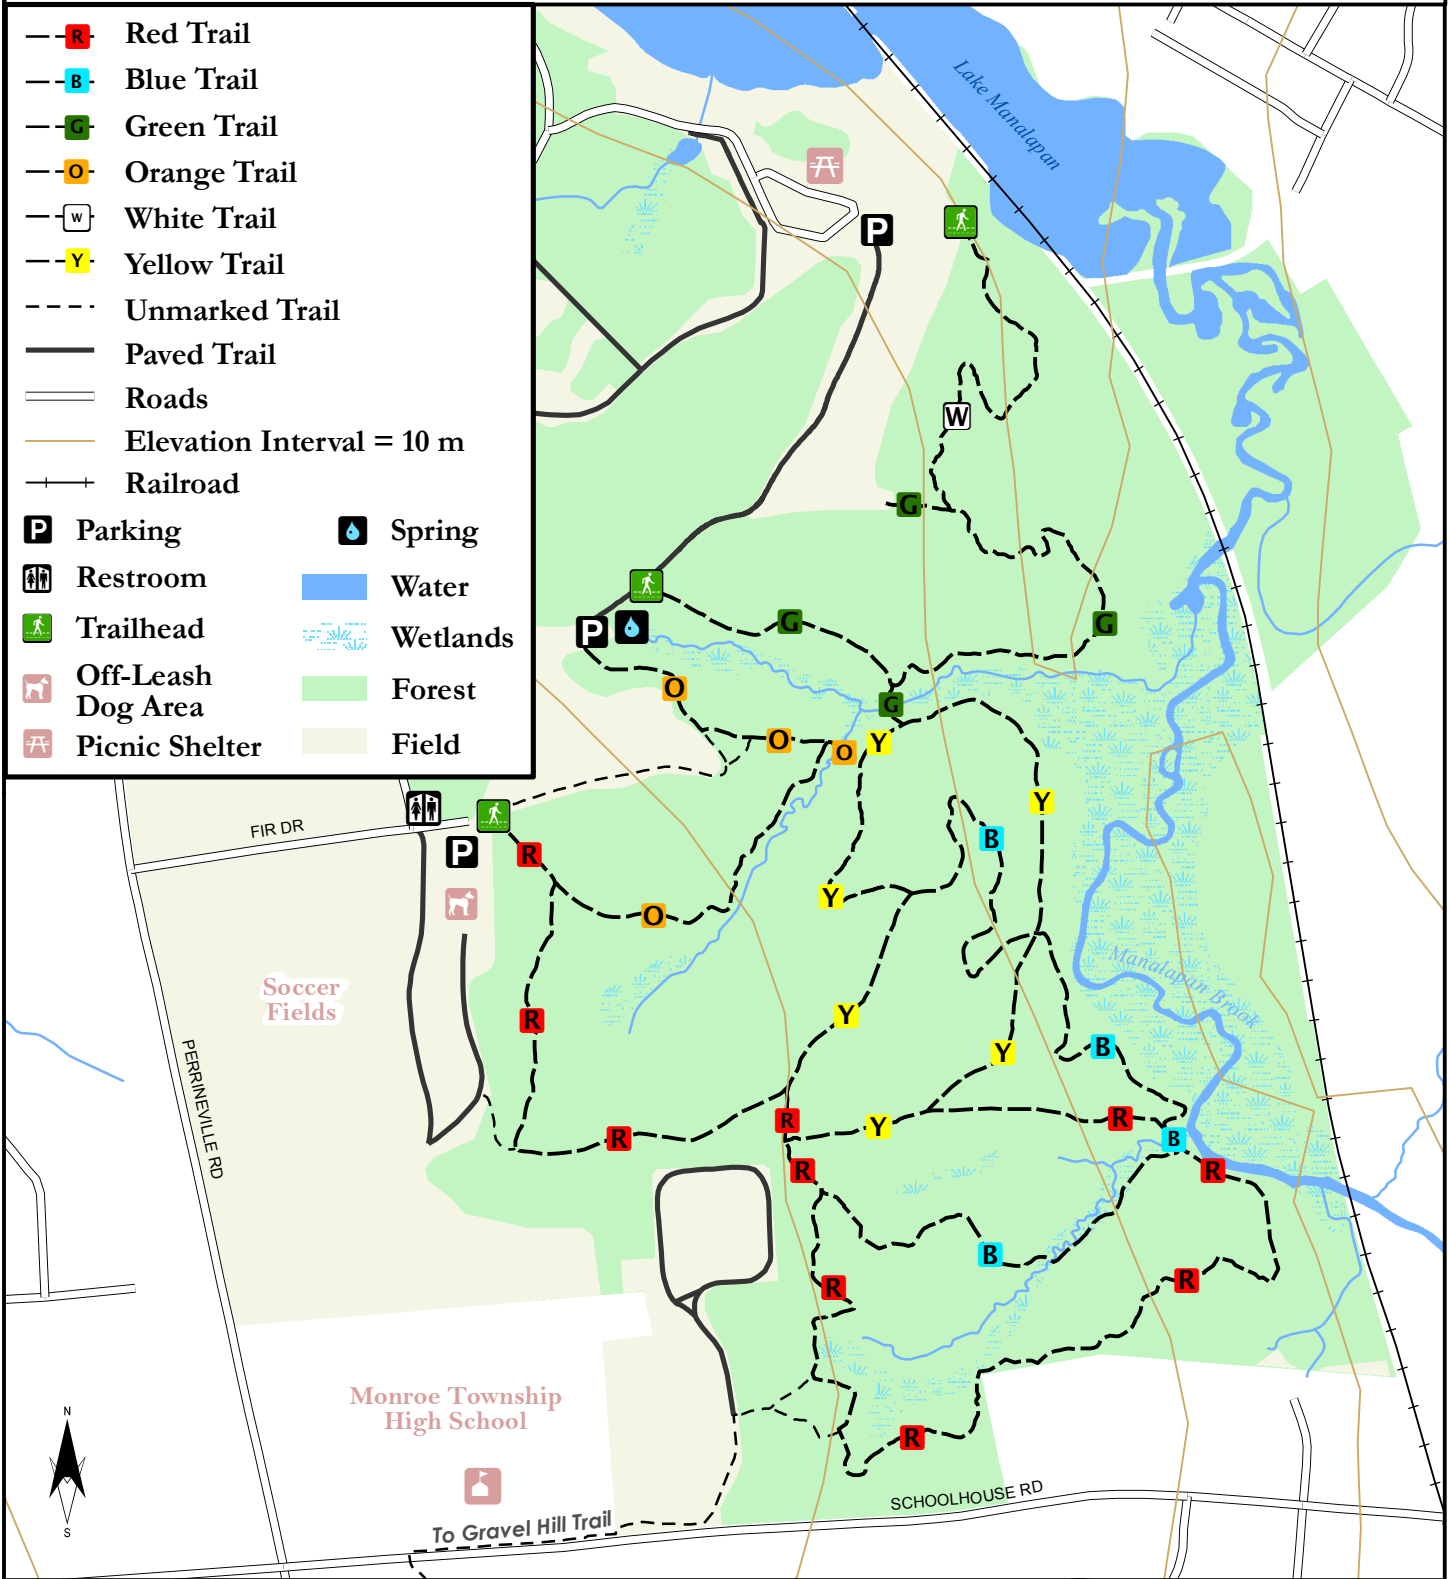 R Red Trail
B Blue Trail
G Green Trail
O Orange Trail
W White Trail
Y Yellow Trail
Unmarked Trail
Paved Trail
Roads
Elevation Interval = 10 m
Railroad
P Parking
Spring
Restroom
Water
Trailhead
Wetlands
Off-Leash
Dog Area
Forest
Picnic Shelter
Field
Lake Manalapan
P
W
G
G
G
P
O
G
O
O
Y
Y
FIR DR
B
P
R
Y
O
Soccer
Fields
Manalapan Brook
R
Y
Y
B
PERRINEVILLE RD
R
R
Y
R
B
R
R
B
R
R
Monroe Township
High School
R
N
S
SCHOOLHOUSE RD
To Gravel Hill Trail